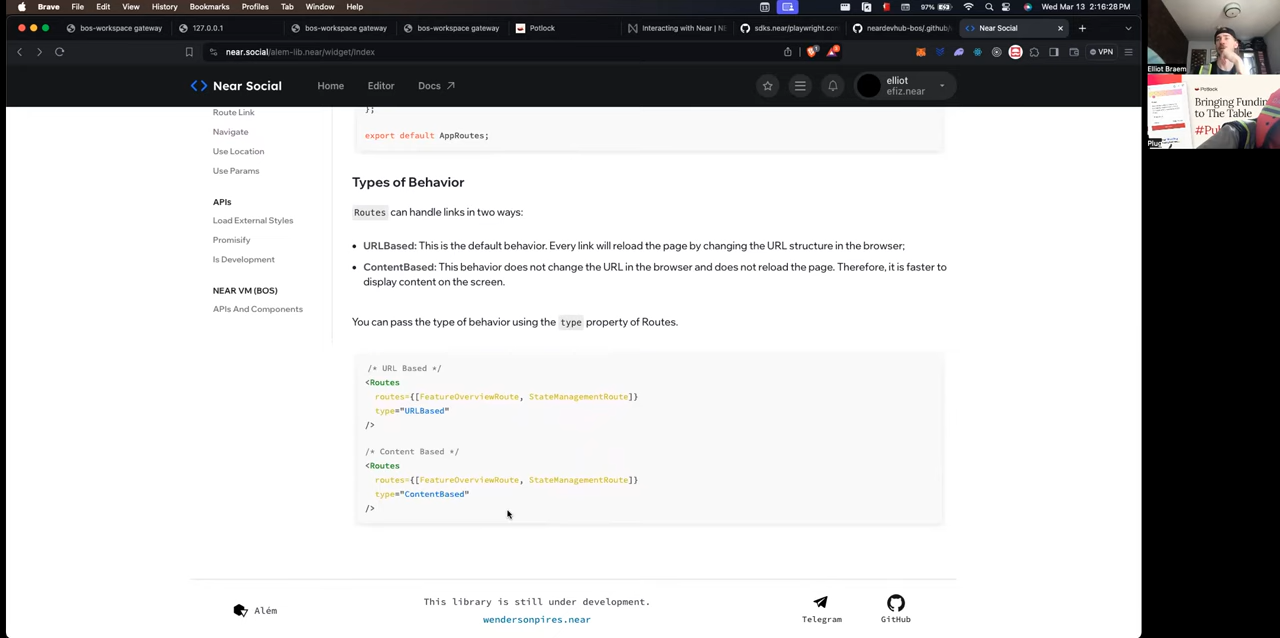 Safari File Edit View History Bookmarks Profiles Tab Window Help
97%
Wed Mar 13 2:16:28 PM
bos-workspace gateway
127.0.0.1
bos-workspace gateway
bos-workspace gateway
Potlock
Interacting with Near | NE
sdks.near/playwright.con
neardevhub-bos/.github/
Near Social
near.social/alem-lib.near/widget/Index
VPN
Near Social
Home
Editor
Docs
elliot
efiz.near
Route Link
Navigate
Use Location
Use Params
APIs
Load External Styles
Promisify
Is Development
NEAR VM (BOS)
APIs And Components
};
export default AppRoutes;
Types of Behavior
Routes can handle links in two ways:
• URLBased: This is the default behavior. Every link will reload the page by changing the URL structure in the browser;
• ContentBased: This behavior does not change the URL in the browser and does not reload the page. Therefore, it is faster to
display content on the screen.
You can pass the type of behavior using the type property of Routes.
/* URL Based */
<Routes
routes={[FeatureOverviewRoute, StateManagementRoute]}
type="URLBased"
/>
/* Content Based */
<Routes
routes={[FeatureOverviewRoute, StateManagementRoute]}
type="ContentBased"
/>
Além
This library is still under development.
wendersonpires.near
Telegram
GitHub
Elliot Braem
Potlock
Bringing Fundin
to The Table
Plug